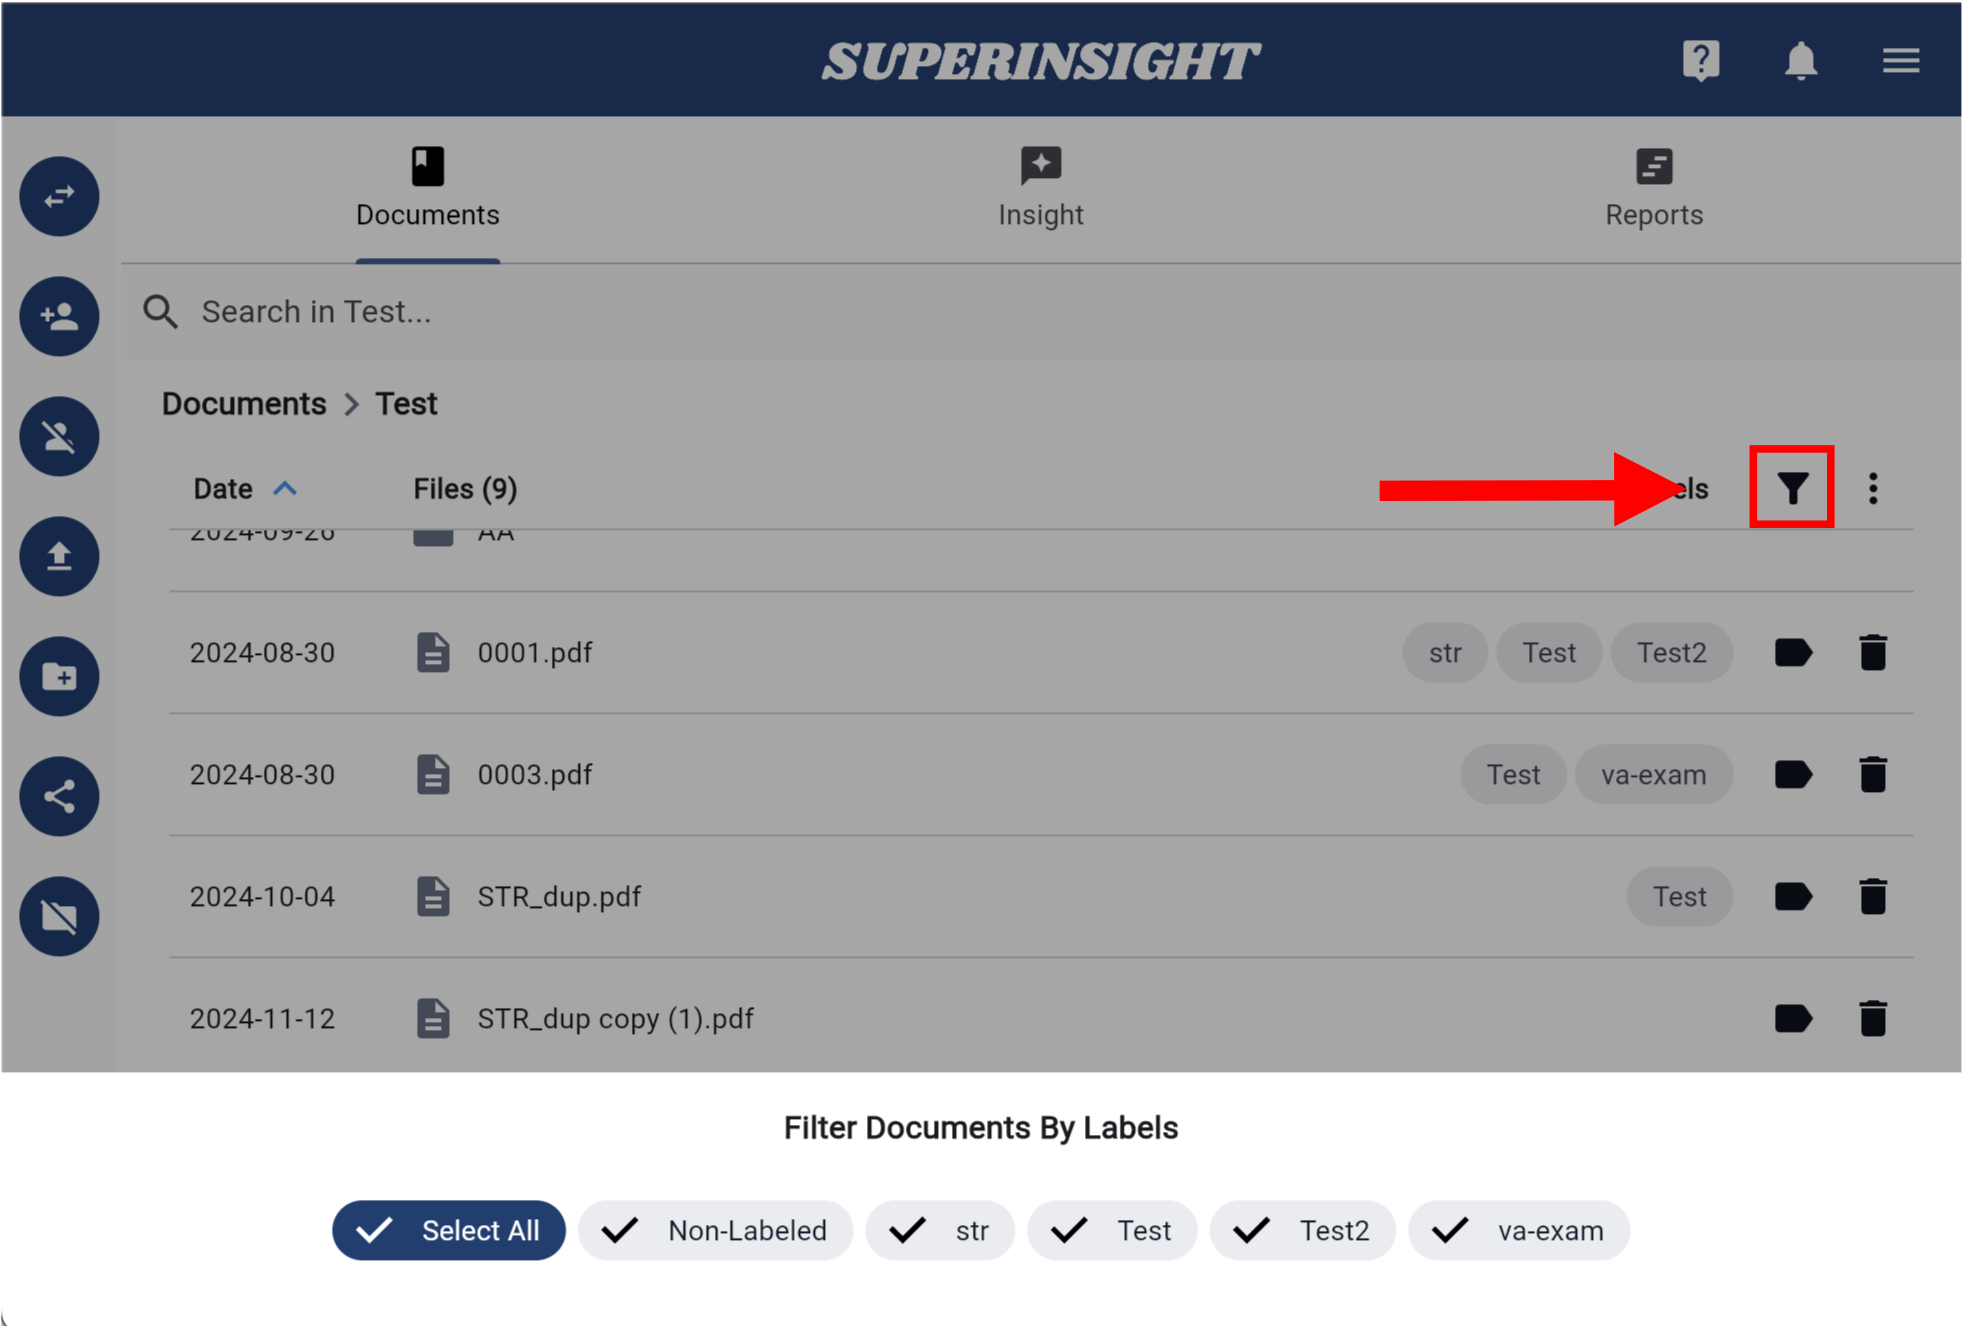 SUPERINSIGHT
Documents
Insight
Reports
Search in Test...
Documents > Test
Date Files (9) els
2024-09-26 AA
2024-08-30 0001.pdf str Test Test2
2024-08-30 0003.pdf Test va-exam
2024-10-04 STR_dup.pdf Test
2024-11-12 STR_dup copy (1).pdf
Filter Documents By Labels
Select All Non-Labeled str Test Test2 va-exam